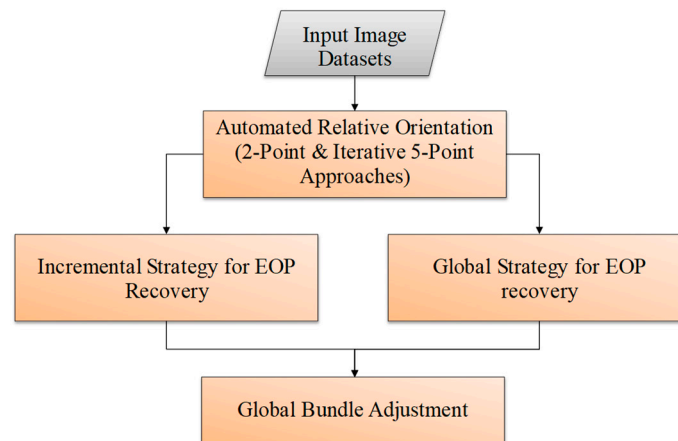 Input Image
Datasets
Automated Relative Orientation
(2-Point & Iterative 5-Point
Approaches)
Incremental Strategy for EOP
Recovery
Global Strategy for EOP
recovery
Global Bundle Adjustment